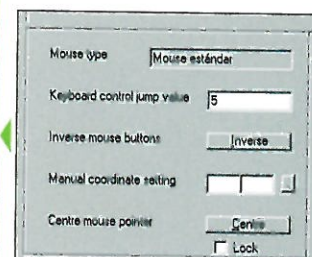 Mouse type Mouse estándar
Keyboard control jump value 5
Inverse mouse buttons Inverse
Manual coordinate setting
Centre mouse pointer Centre
Lock